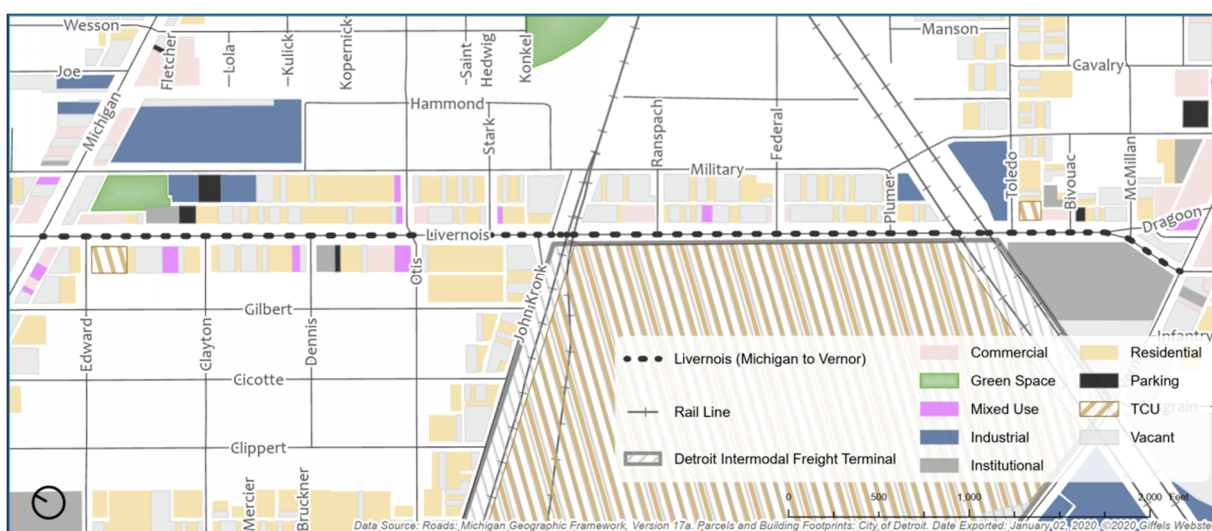 Wesson
Joe
Michigan
Fletcher
Lola
Kulick
Kopernick
Saint
Hedwig
Konkel
Hammond
Stark
Ranspach
Federal
Military
Manson
Cavalry
Plumer
Toledo
Bivouac
McMillan
Dragoon
Livernois
Otis
John Kronk
Gilbert
Edward
Clayton
Dennis
Cicotte
Clippert
Mercier
Bruckner
Infantry
Livernois (Michigan to Vernor)
Rail Line
Detroit Intermodal Freight Terminal
Commercial
Green Space
Mixed Use
Industrial
Institutional
Residential
Parking
TCU
Vacant
0 500 1,000 2,000 Feet
Data Source: Roads: Michigan Geographic Framework, Version 17a. Parcels and Building Footprints: City of Detroit. Date Exported: January 02, 2020. ©2020 Giffels Webster